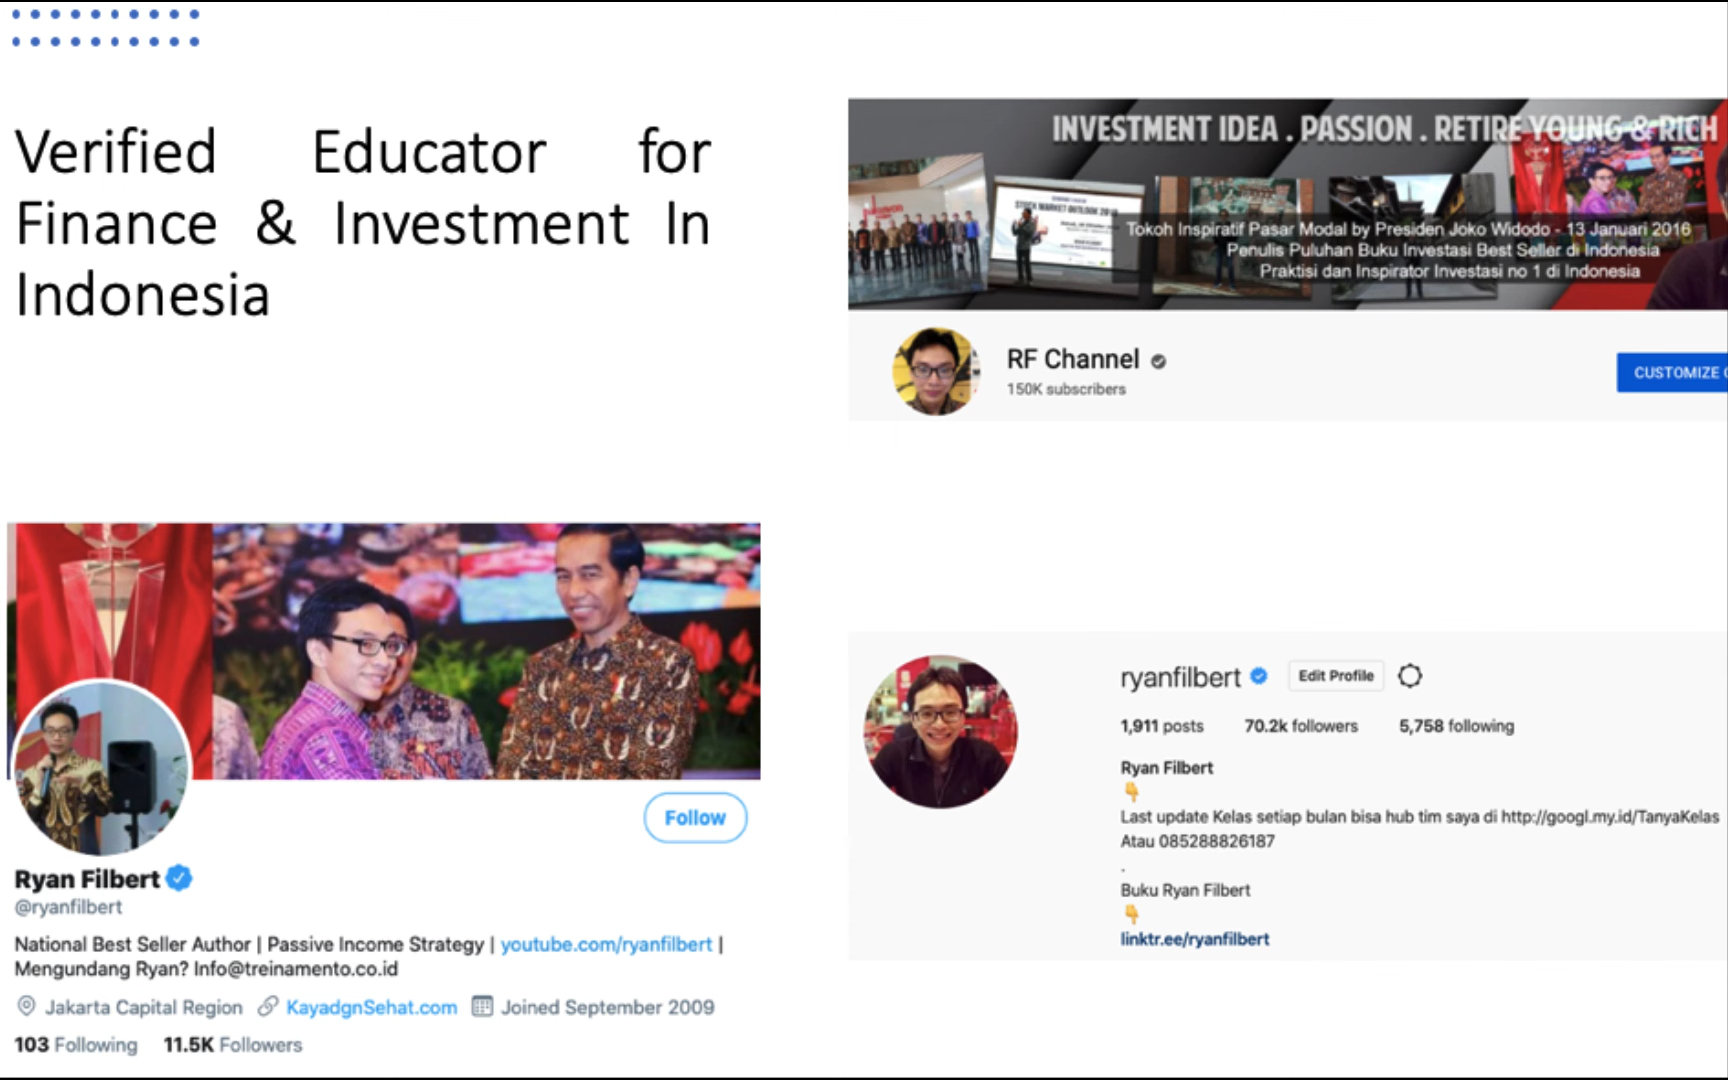 Verified Educator for
Finance & Investment In
Indonesia
INVESTMENT IDEA . PASSION . RETIRE YOUNG & RICH
STOCK MARKET OUTLOOK
Tokoh Inspiratif Pasar Modal by Presiden Joko Widodo - 13 Januari 2016
Penulis Puluhan Buku Investasi Best Seller di Indonesia
Praktisi dan Inspirator Investasi no 1 di Indonesia
RF Channel
150K subscribers
CUSTOMIZE
Follow
Ryan Filbert
@ryanfilbert
National Best Seller Author | Passive Income Strategy | youtube.com/ryanfilbert |
Mengundang Ryan? Info@treinamento.co.id
Jakarta Capital Region KayadgnSehat.com Joined September 2009
103 Following 11.5K Followers
ryanfilbert Edit Profile
1,911 posts 70.2k followers 5,758 following
Ryan Filbert
👇
Last update Kelas setiap bulan bisa hub tim saya di http://googl.my.id/TanyaKelas
Atau 085288826187
.
Buku Ryan Filbert
👇
linktr.ee/ryanfilbert